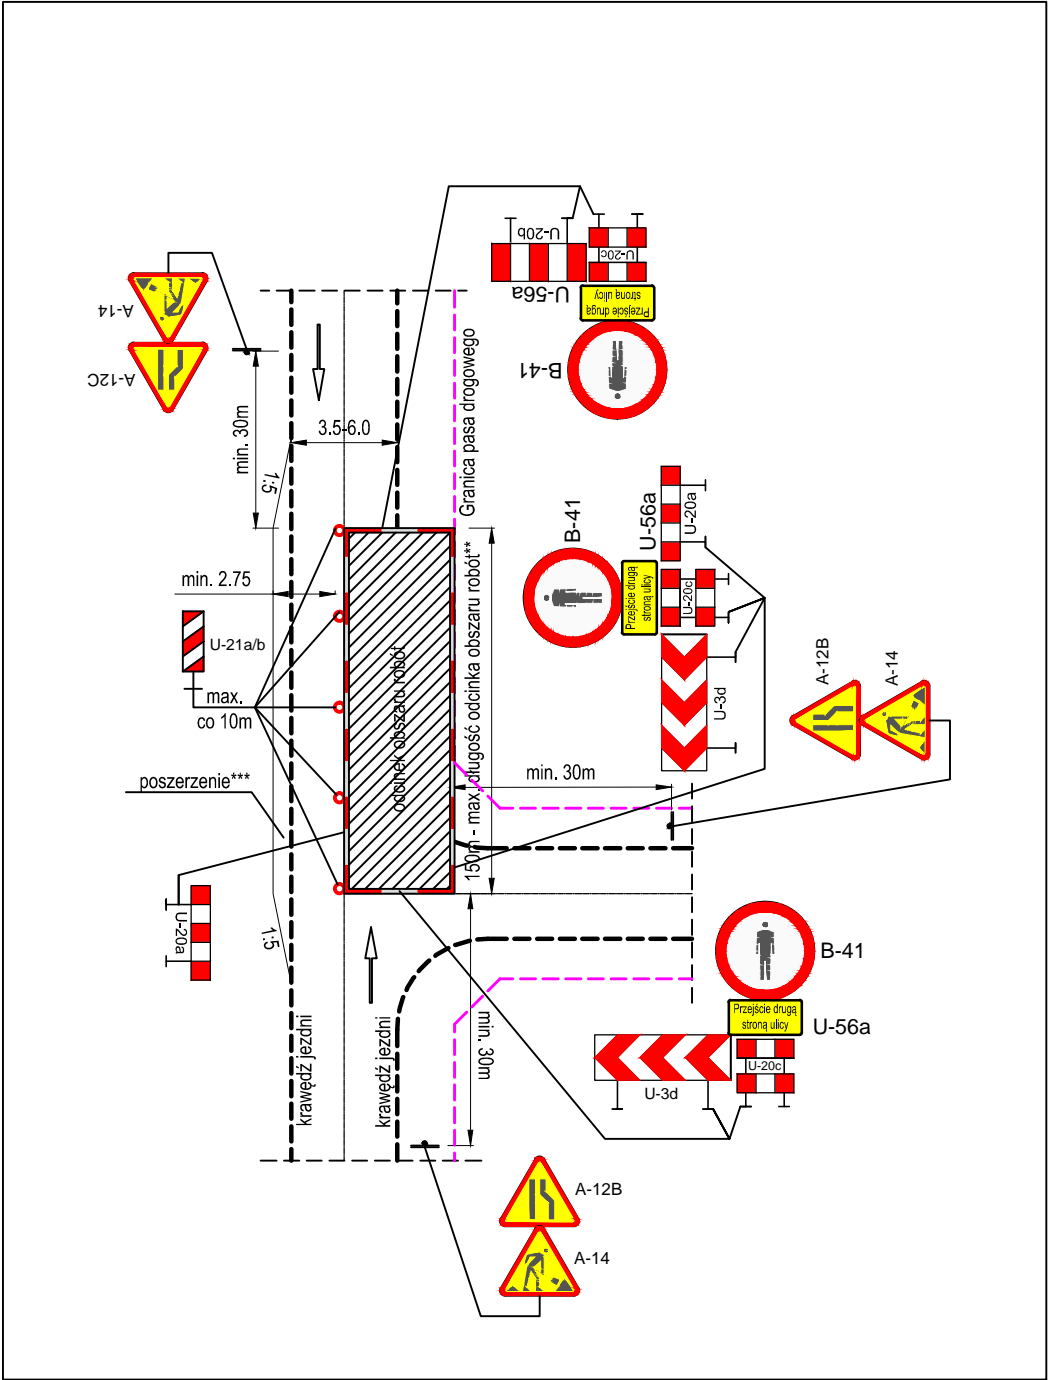 U-20b
U-20c
U-56a
Przejście drugą
stroną ulicy
B-41
A-14
A-12C
min. 30m
3.5-6.0
1:5
Granica pasa drogowego
min. 2.75
U-21a/b
max.
co 10m
odcinek obszaru robót
150m - max. długość odcinka obszaru robót**
B-41
U-56a
U-20a
Przejście drugą
stroną ulicy
U-20c
U-3d
A-12B
A-14
min. 30m
poszerzenie***
U-20a
1:5
krawędź jezdni
krawędź jezdni
min. 30m
B-41
Przejście drugą
stroną ulicy
U-56a
U-20c
U-3d
A-12B
A-14